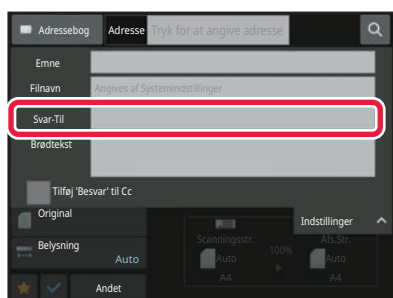 Adressebog Adresse Tryk for at angive adresse
Emne
Filnavn Angives af Systemindstillinger
Svar-Til
Brødtekst
Tilføj 'Besvar' til Cc
Original
Indstillinger
Belysning
Auto
Scanningsstr. 100% Afs.Str.
Auto Auto
A4 A4
Andet